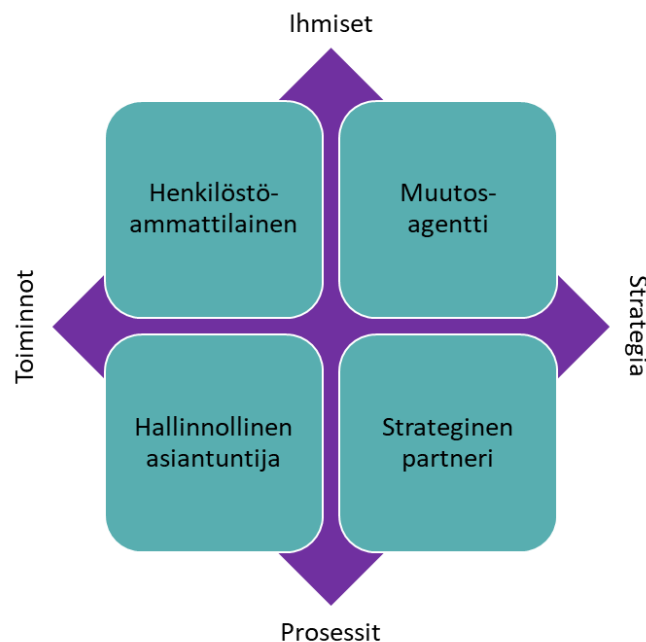 Ihmiset
Henkilöstö-
ammattilainen
Muutos-
agentti
Toiminnot
Strategia
Hallinnollinen
asiantuntija
Strateginen
partneri
Prosessit